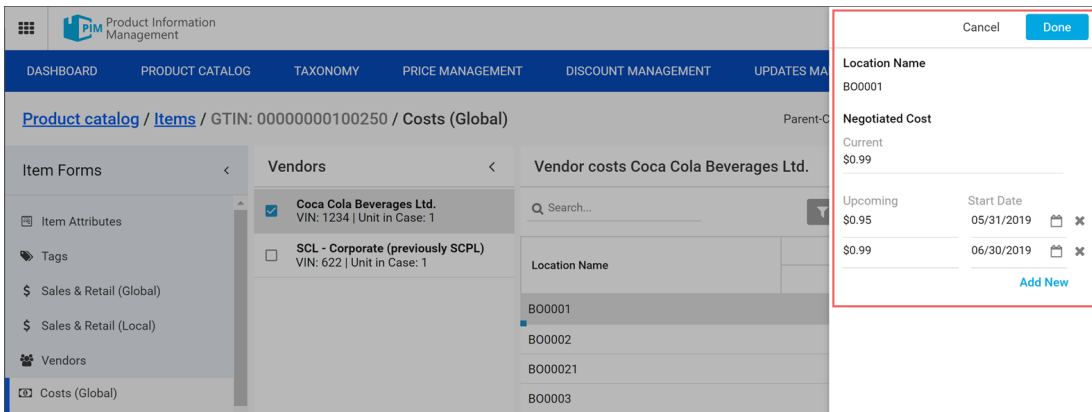 PIM Product Information
Management
Cancel
Done
DASHBOARD
PRODUCT CATALOG
TAXONOMY
PRICE MANAGEMENT
DISCOUNT MANAGEMENT
UPDATES MA
Product catalog / Items / GTIN: 00000000100250 / Costs (Global)
Parent-C
Item Forms
Item Attributes
Tags
Sales & Retail (Global)
Sales & Retail (Local)
Vendors
Costs (Global)
Vendors
Coca Cola Beverages Ltd.
VIN: 1234 | Unit in Case: 1
SCL - Corporate (previously SCPL)
VIN: 622 | Unit in Case: 1
Vendor costs Coca Cola Beverages Ltd.
Search...
Location Name
BO0001
BO0002
BO00021
BO0003
Location Name
BO0001
Negotiated Cost
Current
$0.99
Upcoming Start Date
$0.95 05/31/2019
$0.99 06/30/2019
Add New